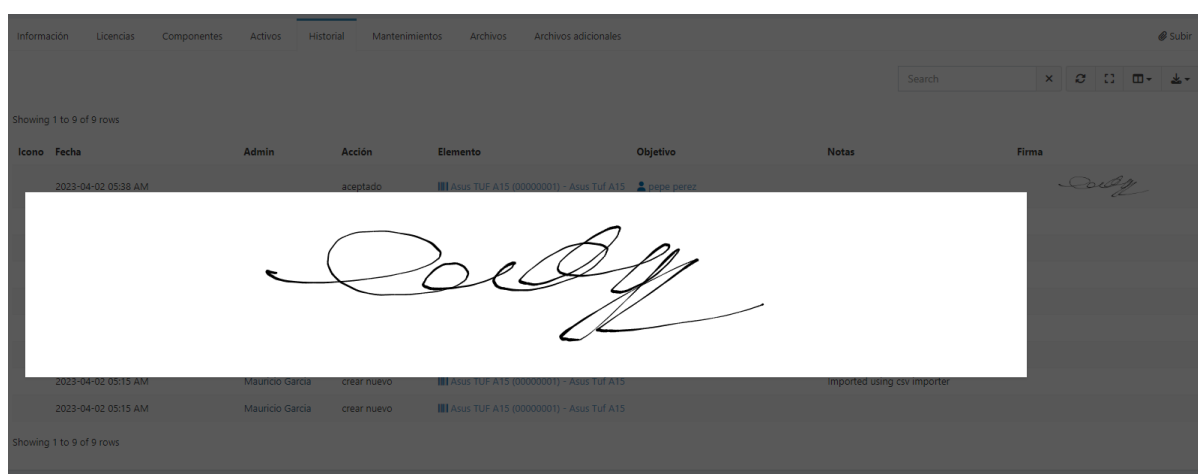 Información Licencias Componentes Activos Historial Mantenimientos Archivos Archivos adicionales Subir
Search
Showing 1 to 9 of 9 rows
Icono Fecha Admin Acción Elemento Objetivo Notas Firma
2023-04-02 05:38 AM aceptado Asus TUF A15 (00000001) - Asus Tuf A15 pepe perez
2023-04-02 05:15 AM Mauricio Garcia crear nuevo Asus TUF A15 (00000001) - Asus Tuf A15 Imported using csv importer
2023-04-02 05:15 AM Mauricio Garcia crear nuevo Asus TUF A15 (00000001) - Asus Tuf A15
Showing 1 to 9 of 9 rows